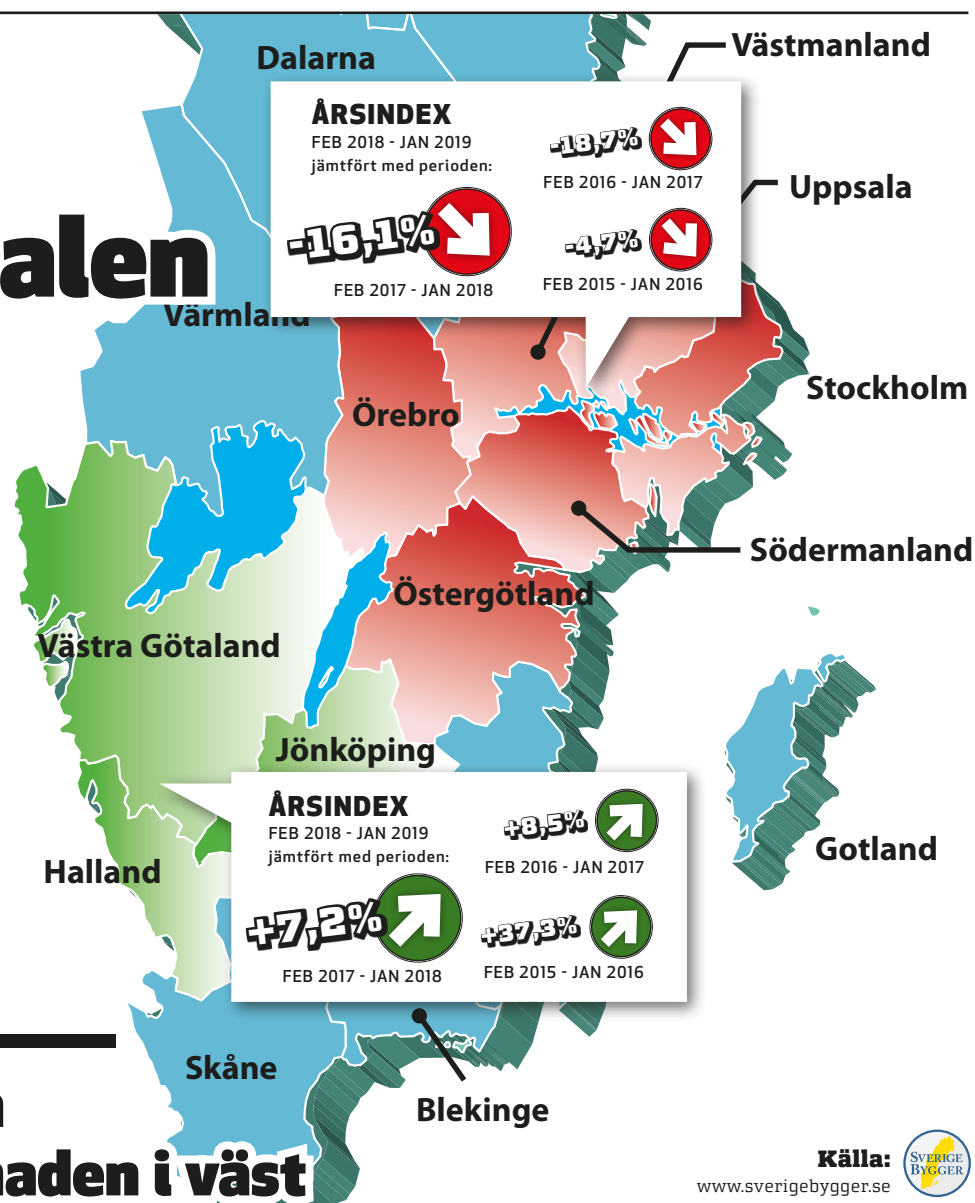 Dalarna
Västmanland
ÅRSINDEX
FEB 2018 - JAN 2019
jämtfört med perioden:
-16,1%
FEB 2017 - JAN 2018
-18,7%
FEB 2016 - JAN 2017
-4,7%
FEB 2015 - JAN 2016
Uppsala
alen
Värmland
Stockholm
Örebro
Södermanland
Östergötland
Västra Götaland
Jönköping
ÅRSINDEX
FEB 2018 - JAN 2019
jämtfört med perioden:
+7,2%
FEB 2017 - JAN 2018
+8,5%
FEB 2016 - JAN 2017
+37,3%
FEB 2015 - JAN 2016
Gotland
Halland
Skåne
Blekinge
naden i väst
Källa:
www.sverigebygger.se
SVERIGE
BYGGER